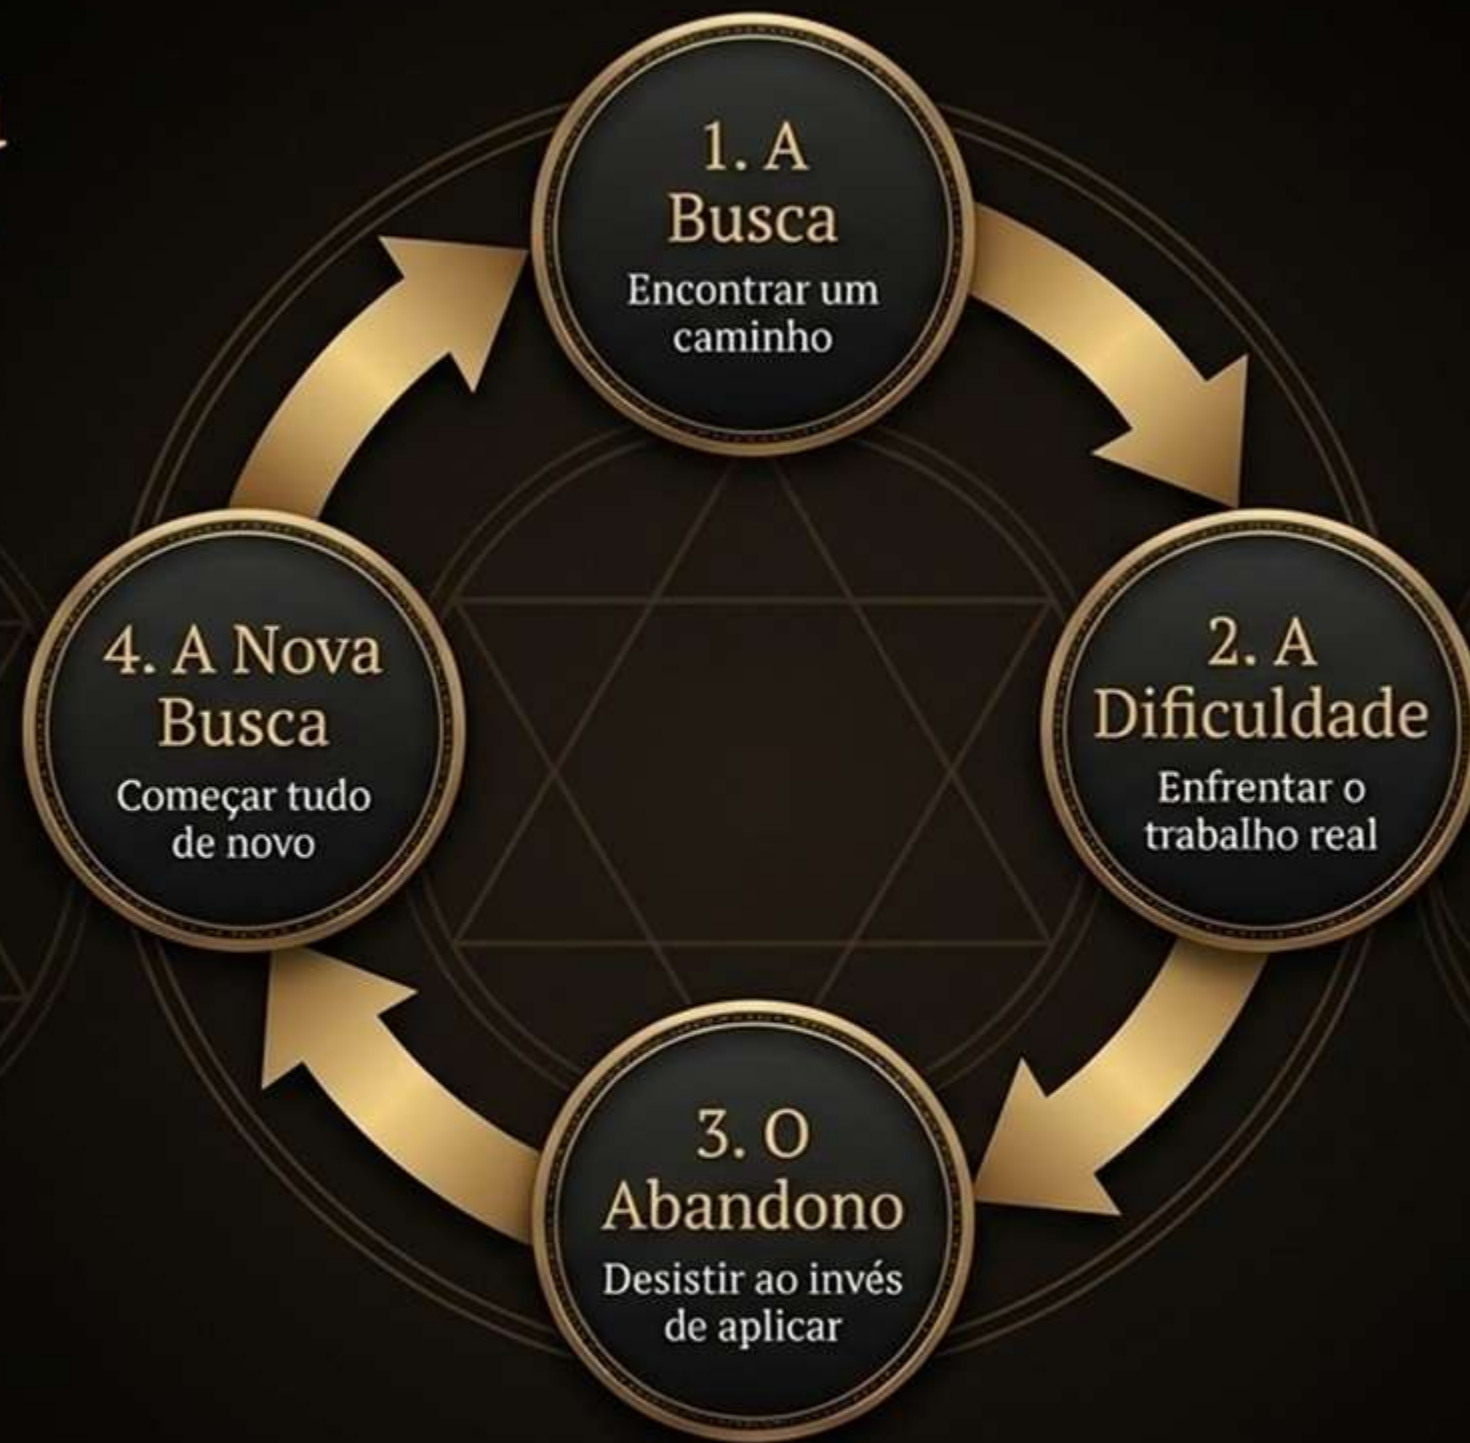 1. A
Busca
Encontrar um
caminho
2. A
Dificuldade
Enfrentar o
trabalho real
3. O
Abandono
Desistir ao invés
de aplicar
4. A Nova
Busca
Começar tudo
de novo